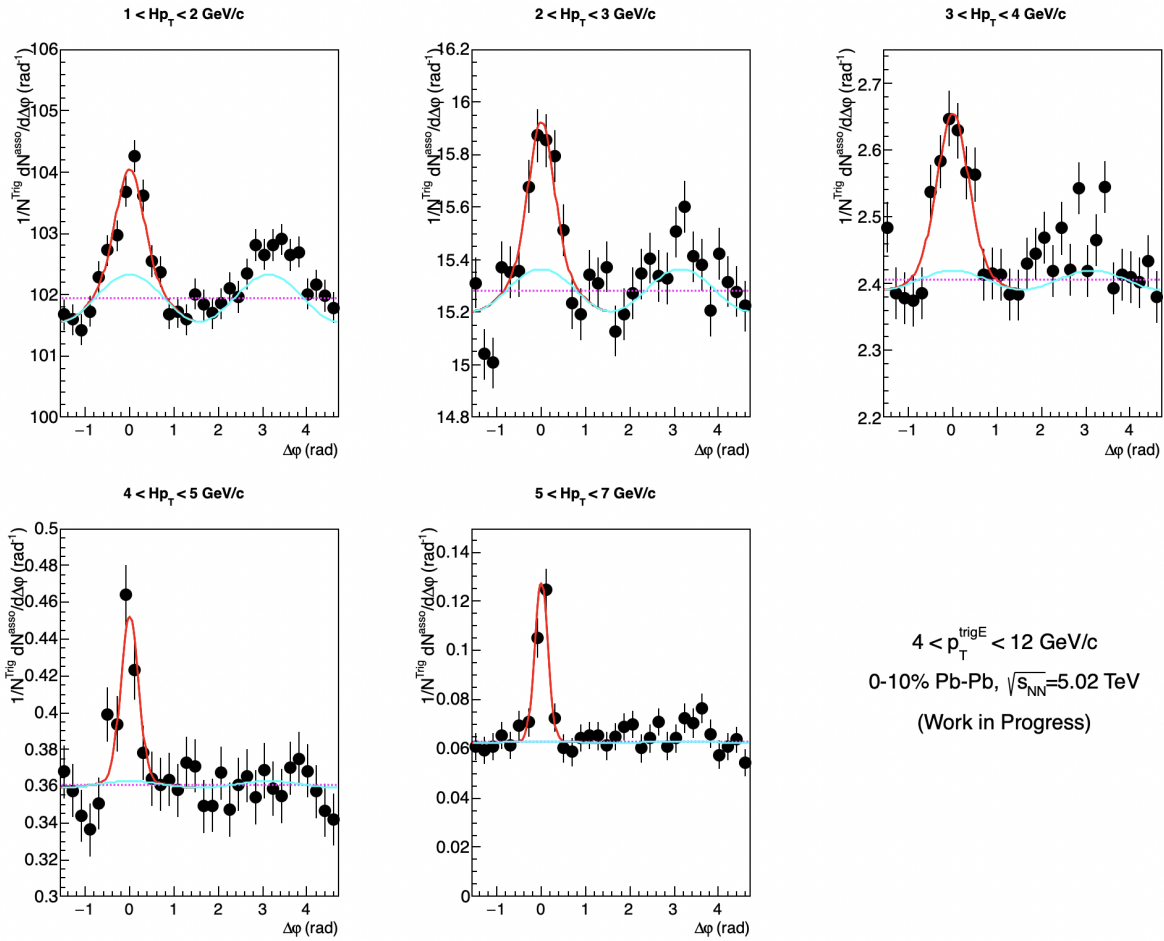 1 < Hp_T < 2 GeV/c
1/N^Trig dN^asso/dΔφ (rad^-1)
106
105
104
103
102
101
100
−1 0 1 2 3 4
Δφ (rad)
2 < Hp_T < 3 GeV/c
1/N^Trig dN^asso/dΔφ (rad^-1)
16.2
16
15.8
15.6
15.4
15.2
15
14.8
−1 0 1 2 3 4
Δφ (rad)
3 < Hp_T < 4 GeV/c
1/N^Trig dN^asso/dΔφ (rad^-1)
2.7
2.6
2.5
2.4
2.3
2.2
−1 0 1 2 3 4
Δφ (rad)
4 < Hp_T < 5 GeV/c
1/N^Trig dN^asso/dΔφ (rad^-1)
0.5
0.48
0.46
0.44
0.42
0.4
0.38
0.36
0.34
0.32
0.3
−1 0 1 2 3 4
Δφ (rad)
5 < Hp_T < 7 GeV/c
1/N^Trig dN^asso/dΔφ (rad^-1)
0.14
0.12
0.1
0.08
0.06
0.04
0.02
0
−1 0 1 2 3 4
Δφ (rad)
4 < p_T^trigE < 12 GeV/c
0-10% Pb-Pb, √s_NN=5.02 TeV
(Work in Progress)